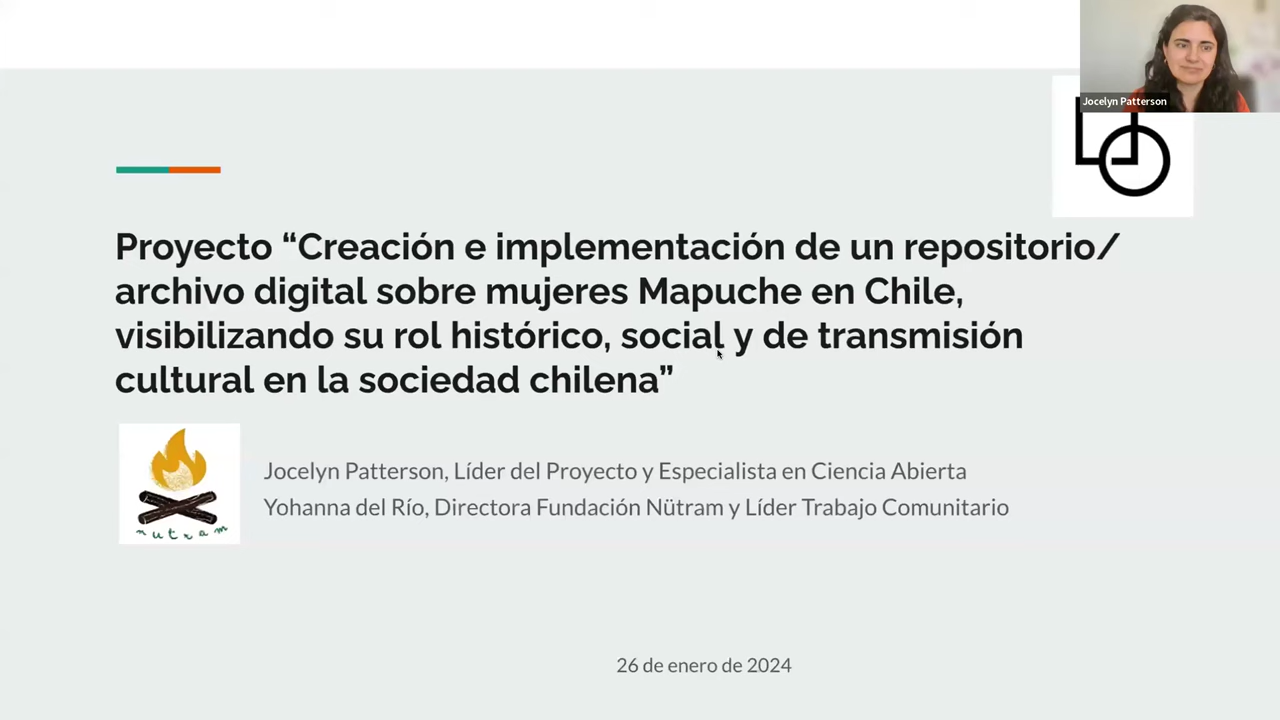 Jocelyn Patterson
Proyecto “Creación e implementación de un repositorio/
archivo digital sobre mujeres Mapuche en Chile,
visibilizando su rol histórico, social y de transmisión
cultural en la sociedad chilena”
nutram
Jocelyn Patterson, Líder del Proyecto y Especialista en Ciencia Abierta
Yohanna del Río, Directora Fundación Nütram y Líder Trabajo Comunitario
26 de enero de 2024